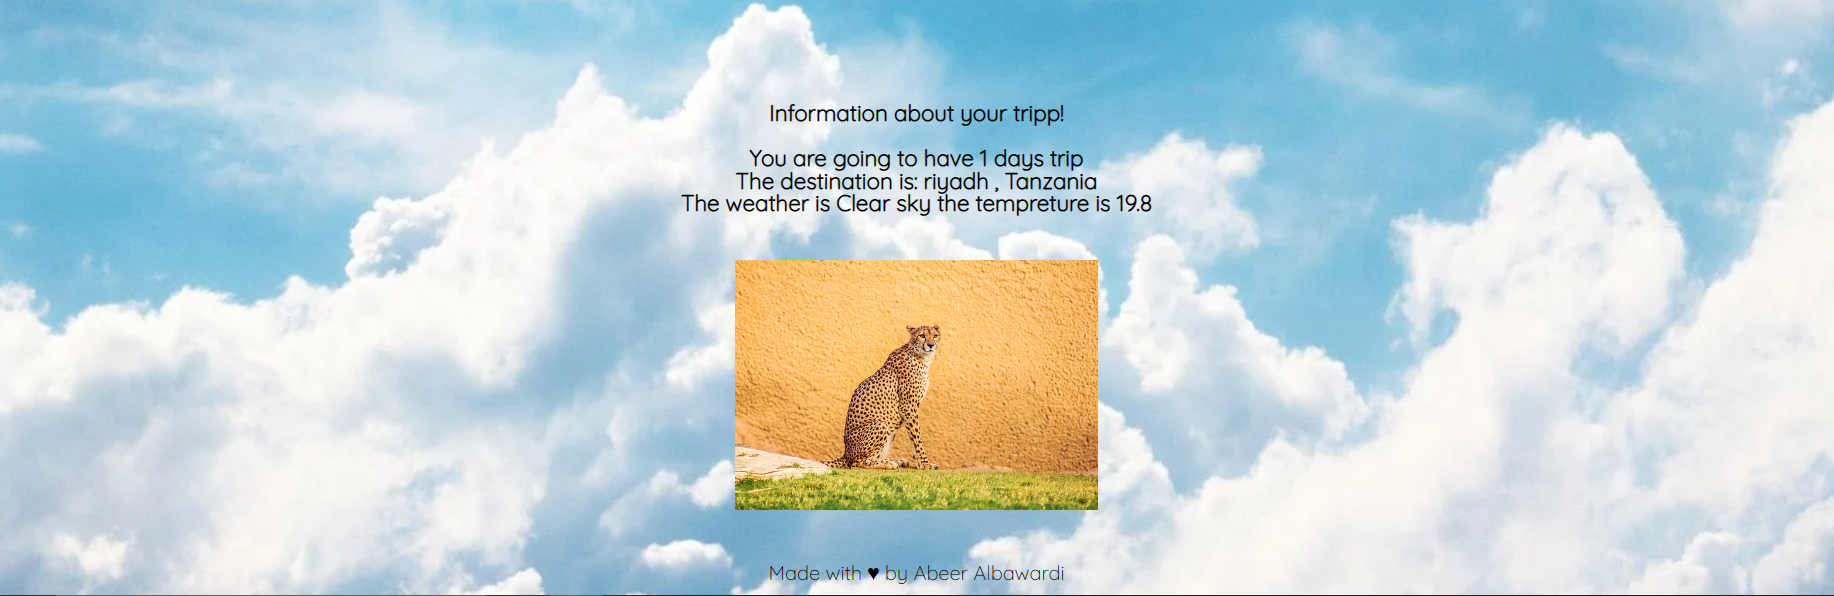 Information about your tripp!
You are going to have 1 days trip
The destination is: riyadh , Tanzania
The weather is Clear sky the tempreture is 19.8
Made with ♥ by Abeer Albawardi